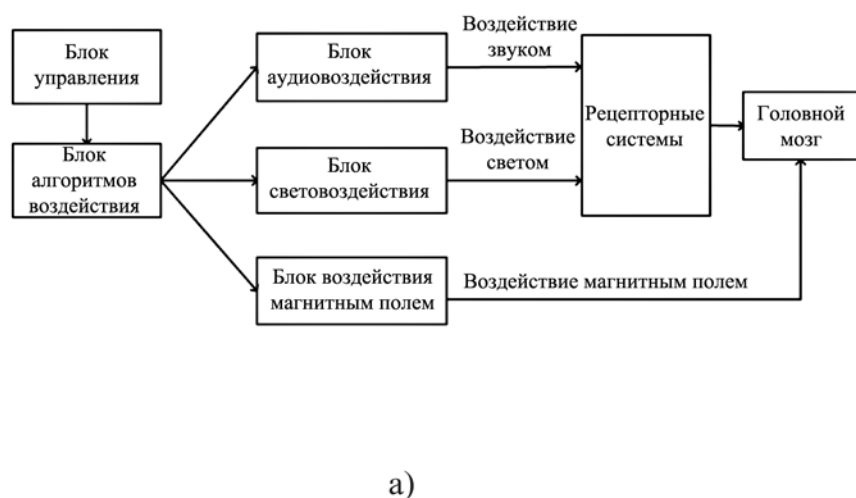 Блок
управления
Блок
алгоритмов
воздействия
Блок
аудиовоздействия
Блок
световоздействия
Блок воздействия
магнитным полем
Воздействие
звуком
Воздействие
светом
Воздействие магнитным полем
Рецепторные
системы
Головной
мозг
а)